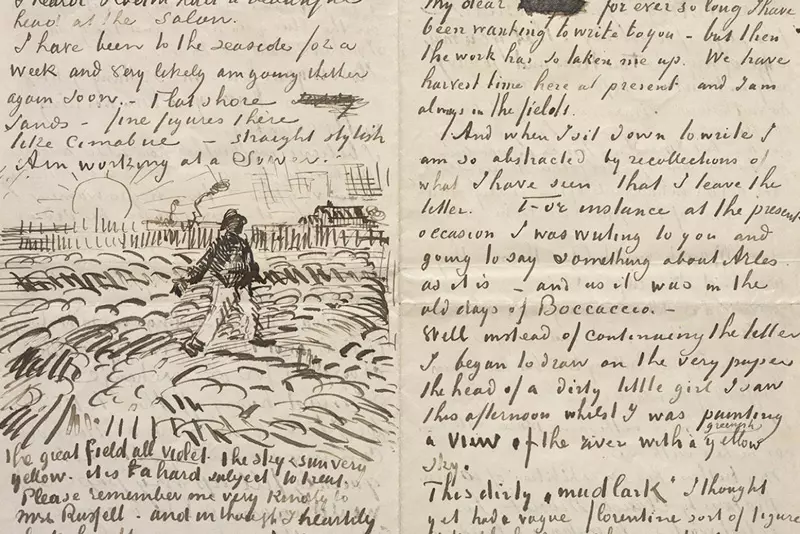 I heard Rodin had a beautiful
head at the salon.
I have been to the seaside for a
week and very likely am going thither
again soon. - Flat shore
sands - fine figures there
like Cimabue - straight stylish
Am working at a Sower.
the great field all violet the sky & sun very
yellow. it is a hard subject to treat.
Please remember me very kindly to
Mrs Russell - and in thought I heartily
My dear for ever so long I have
been wanting to write to you - but then
the work has so taken me up. We have
harvest time here at present and I am
always in the fields.
And when I sit down to write I
am so abstracted by recollections of
what I have seen that I leave the
letter. For instance at the present
occasion I was writing to you and
going to say something about Arles
as it is - and as it was in the
old days of Boccaccio. -
Well instead of continuing the letter
I began to draw on the very paper
the head of a dirty little girl I saw
this afternoon whilst I was painting
a view of the river with a greenish yellow
sky.
This dirty „mudlark" I thought
yet had a vague florentine sort of figure